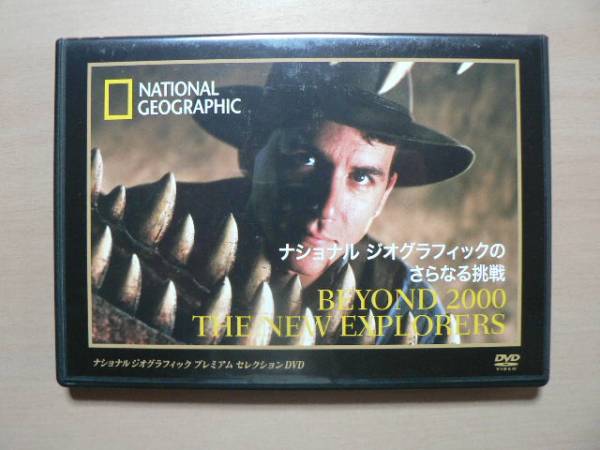 NATIONAL
GEOGRAPHIC
ナショナル ジオグラフィックの
さらなる挑戦
BEYOND 2000
THE NEW EXPLORERS
ナショナル ジオグラフィック プレミアム セレクション DVD
DVD
VIDEO